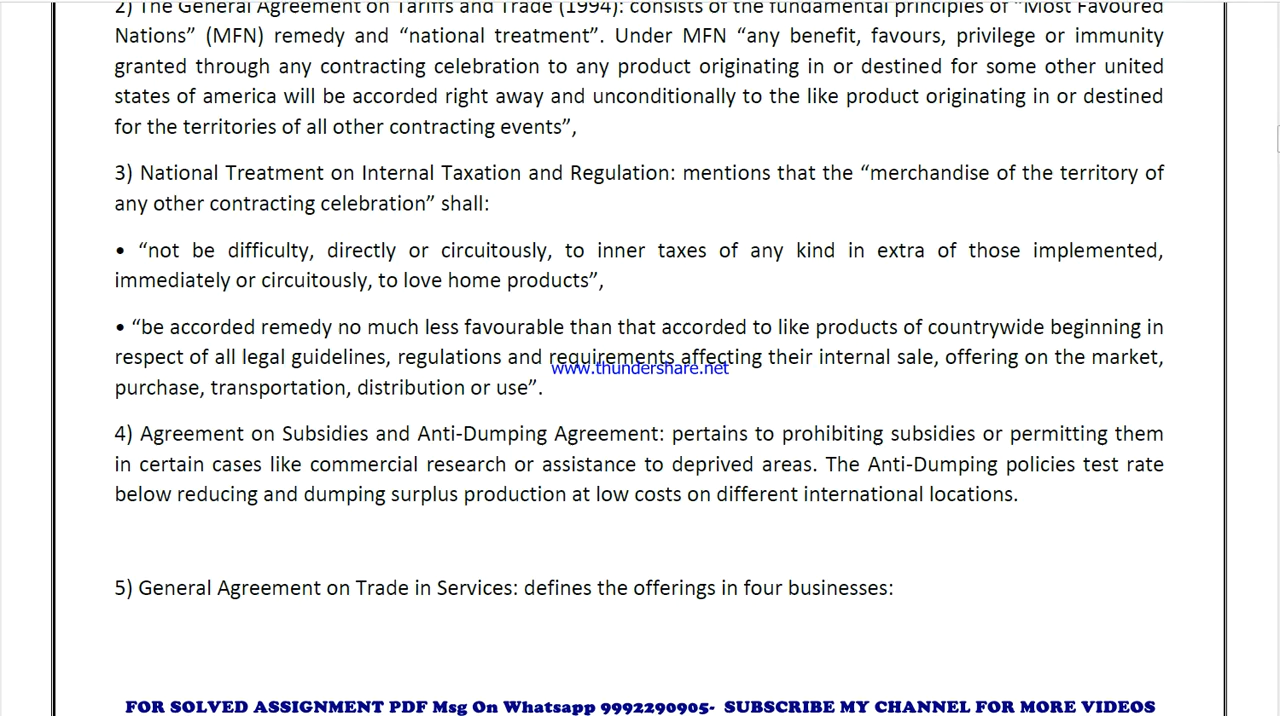 2) The General Agreement on Tariffs and Trade (1994): consists of the fundamental principles of “Most Favoured
Nations” (MFN) remedy and “national treatment”. Under MFN “any benefit, favours, privilege or immunity
granted through any contracting celebration to any product originating in or destined for some other united
states of america will be accorded right away and unconditionally to the like product originating in or destined
for the territories of all other contracting events”,
3) National Treatment on Internal Taxation and Regulation: mentions that the “merchandise of the territory of
any other contracting celebration” shall:
• “not be difficulty, directly or circuitously, to inner taxes of any kind in extra of those implemented,
immediately or circuitously, to love home products”,
• “be accorded remedy no much less favourable than that accorded to like products of countrywide beginning in
respect of all legal guidelines, regulations and requirements affecting their internal sale, offering on the market,
www.thundershare.net
purchase, transportation, distribution or use”.
4) Agreement on Subsidies and Anti-Dumping Agreement: pertains to prohibiting subsidies or permitting them
in certain cases like commercial research or assistance to deprived areas. The Anti-Dumping policies test rate
below reducing and dumping surplus production at low costs on different international locations.
5) General Agreement on Trade in Services: defines the offerings in four businesses:
FOR SOLVED ASSIGNMENT PDF Msg On Whatsapp 9992290905- SUBSCRIBE MY CHANNEL FOR MORE VIDEOS